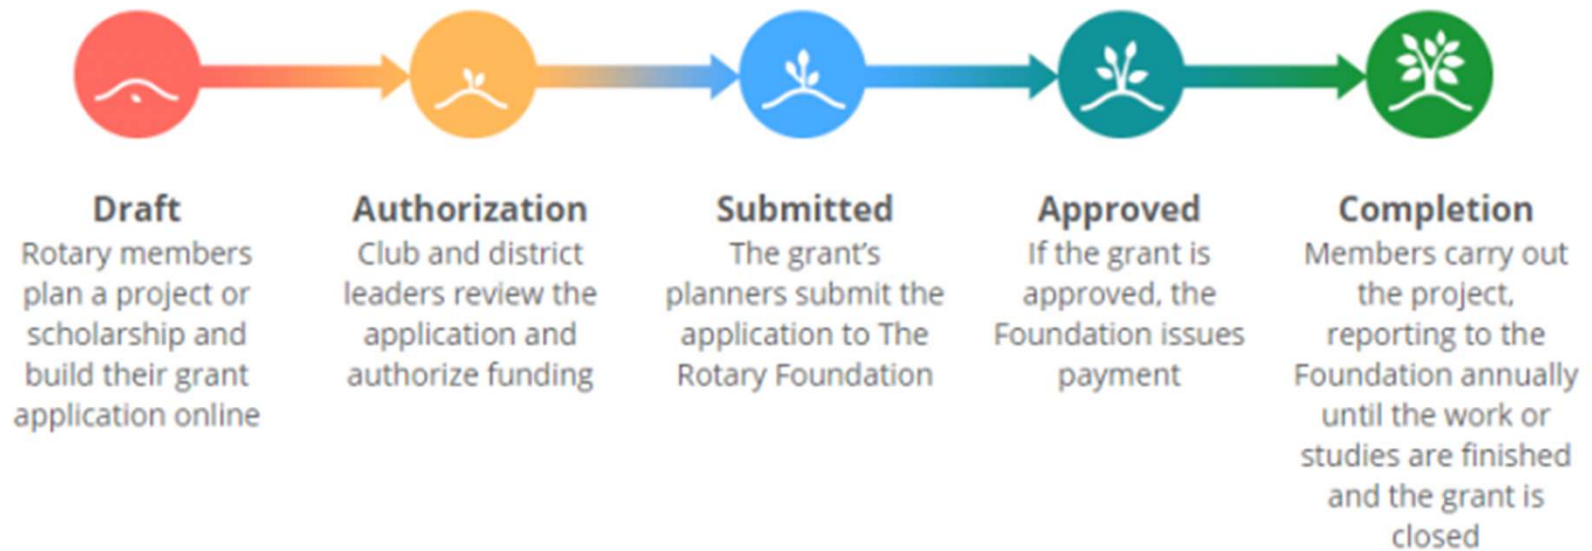 Draft
Rotary members
plan a project or
scholarship and
build their grant
application online
Authorization
Club and district
leaders review the
application and
authorize funding
Submitted
The grant’s
planners submit the
application to The
Rotary Foundation
Approved
If the grant is
approved, the
Foundation issues
payment
Completion
Members carry out
the project,
reporting to the
Foundation annually
until the work or
studies are finished
and the grant is
closed